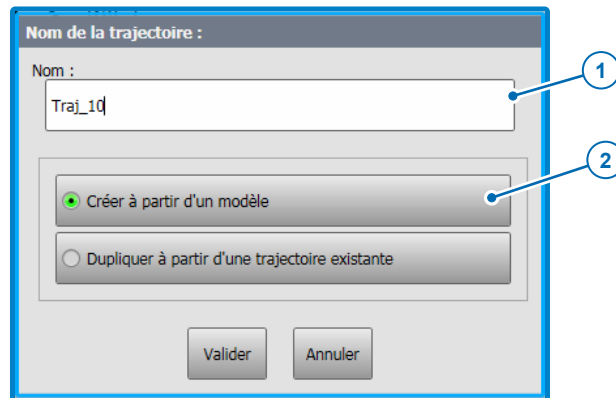 Nom de la trajectoire :
Nom :
1
Traj_10
2
Créer à partir d'un modèle
Dupliquer à partir d'une trajectoire existante
Valider
Annuler